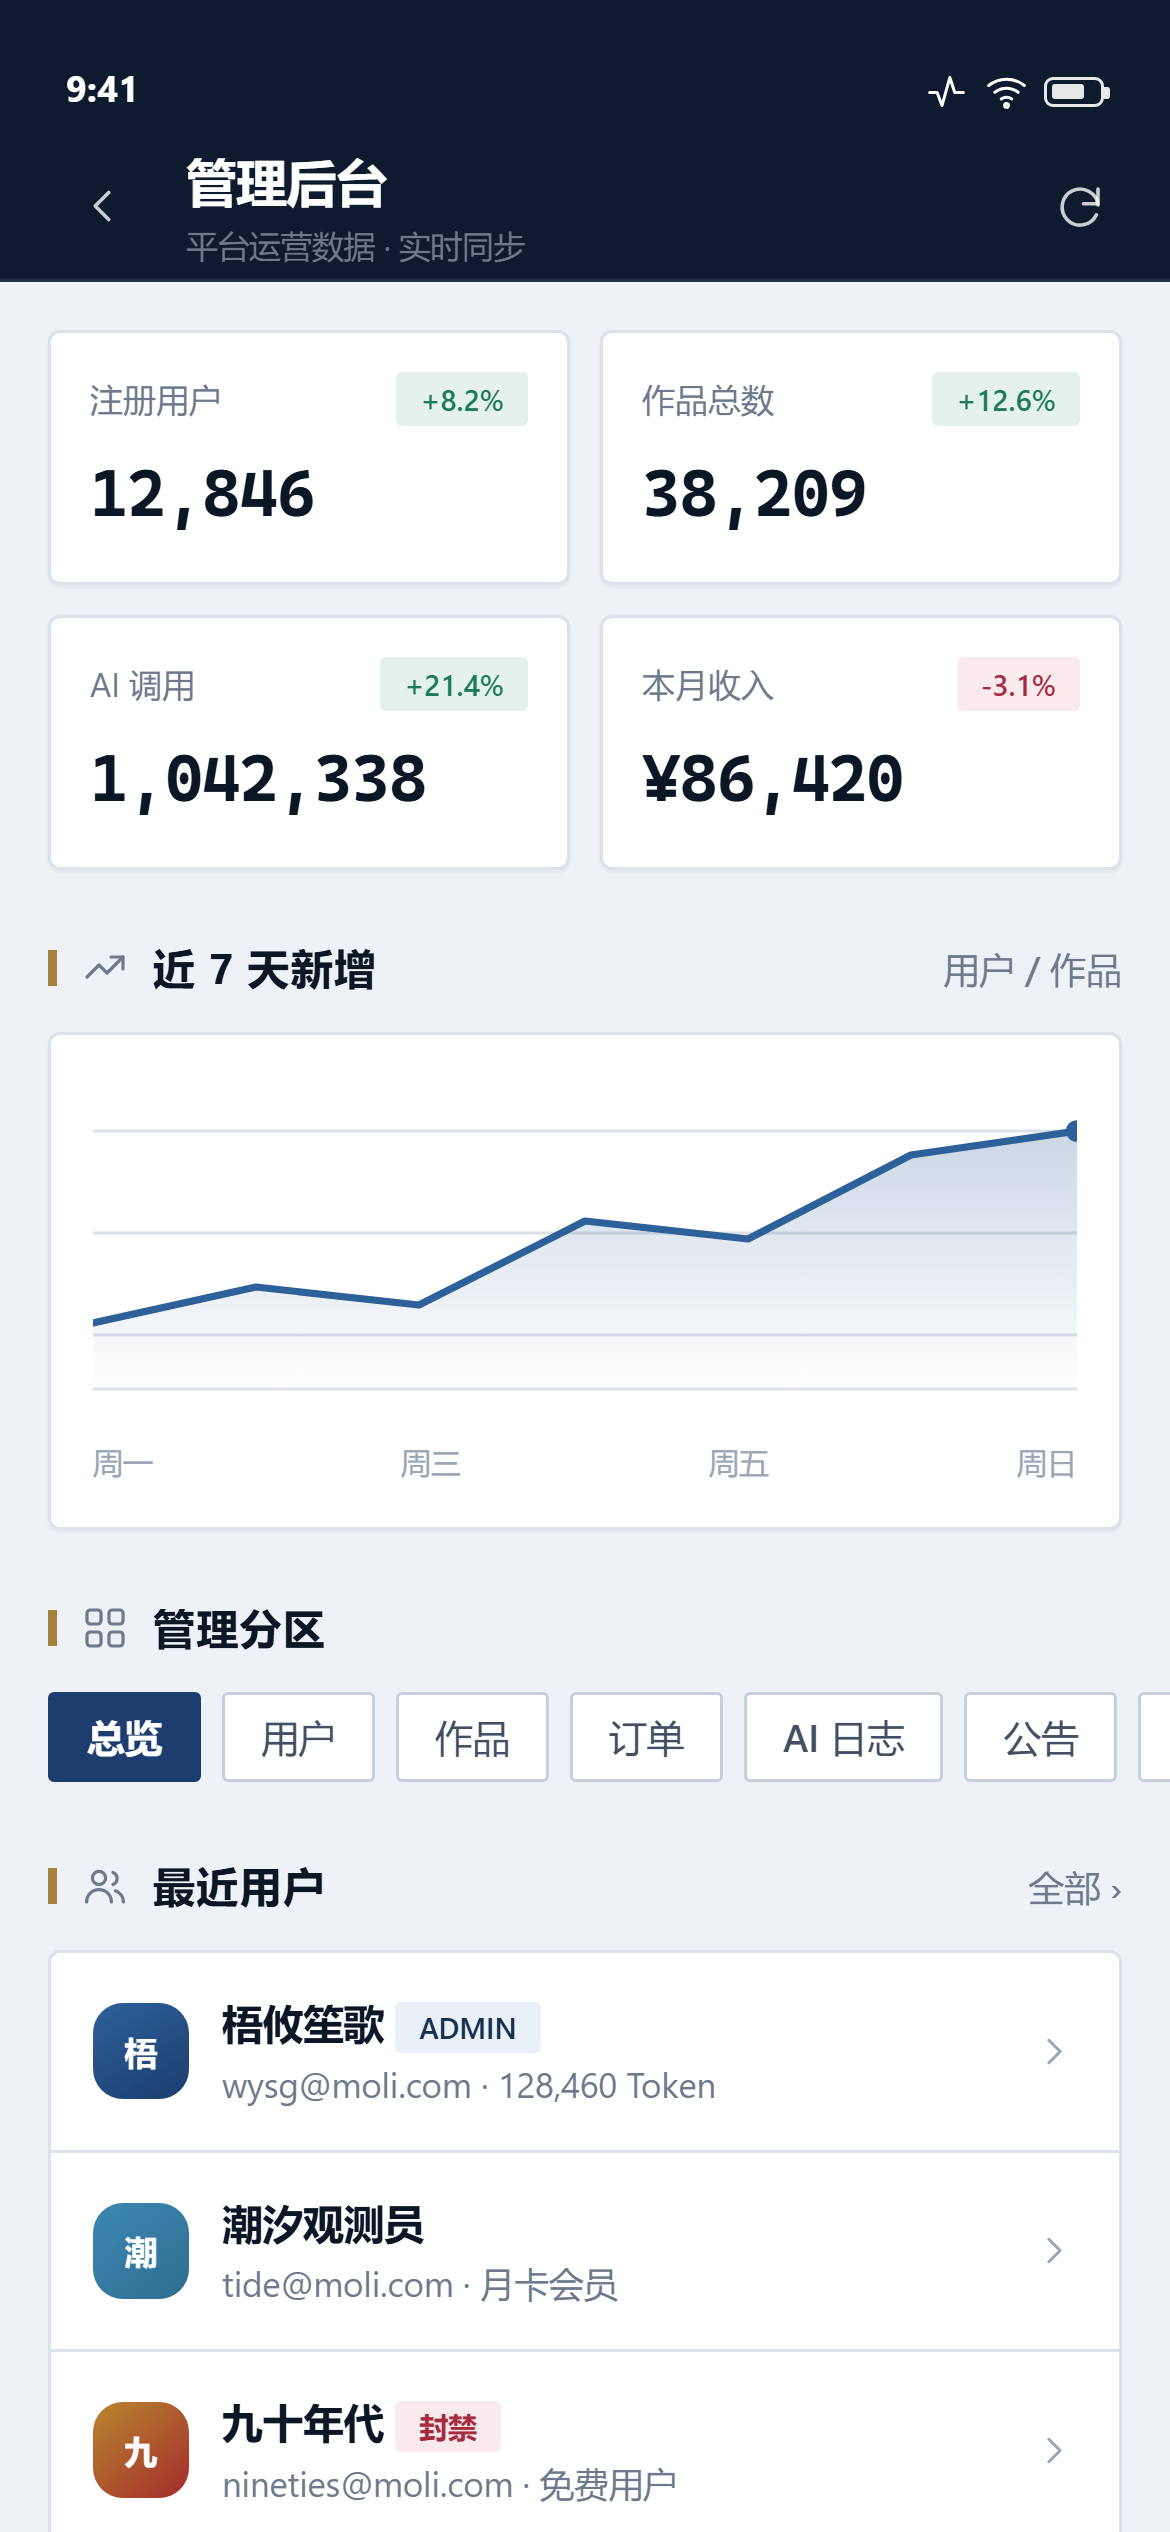 9:41
管理后台
平台运营数据 · 实时同步
注册用户
+8.2%
12,846
作品总数
+12.6%
38,209
AI 调用
+21.4%
1,042,338
本月收入
-3.1%
¥86,420
近 7 天新增
用户 / 作品
周一
周三
周五
周日
管理分区
总览
用户
作品
订单
AI 日志
公告
最近用户
全部 ›
梧
梧攸笙歌 ADMIN
wysg@moli.com · 128,460 Token
潮
潮汐观测员
tide@moli.com · 月卡会员
九
九十年代 封禁
nineties@moli.com · 免费用户